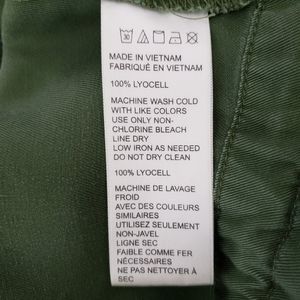 30
MADE IN VIETNAM
FABRIQUÉ EN VIETNAM
100% LYOCELL
MACHINE WASH COLD
WITH LIKE COLORS
USE ONLY NON-
CHLORINE BLEACH
LINE DRY
LOW IRON AS NEEDED
DO NOT DRY CLEAN
100% LYOCELL
MACHINE DE LAVAGE
FROID
AVEC DES COULEURS
SIMILAIRES
UTILISEZ SEULEMENT
NON-JAVEL
LIGNE SEC
FAIBLE COMME FER
NÉCESSAIRES
NE PAS NETTOYER À
SEC